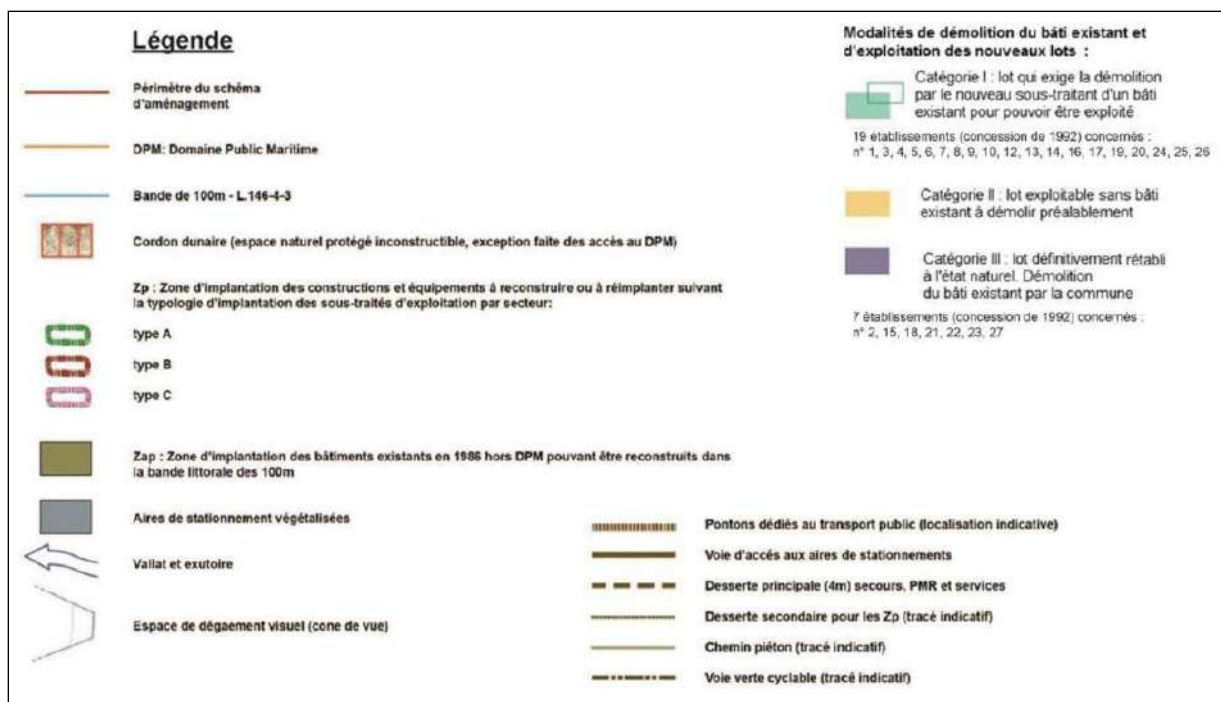 Légende
Périmètre du schéma
d'aménagement
DPM: Domaine Public Maritime
Bande de 100m - L.146-4-3
Cordon dunaire (espace naturel protégé inconstructible, exception faite des accès au DPM)
Zp : Zone d'implantation des constructions et équipements à reconstruire ou à réimplanter suivant
la typologie d'implantation des sous-traités d'exploitation par secteur:
type A
type B
type C
Zap : Zone d'implantation des bâtiments existants en 1986 hors DPM pouvant être reconstruits dans
la bande littorale des 100m
Aires de stationnement végétalisées
Vallat et exutoire
Espace de dégaement visuel (cone de vue)
Pontons dédiés au transport public (localisation indicative)
Voie d'accés aux aires de stationnements
Desserte principale (4m) secours, PMR et services
Desserte secondaire pour les Zp (tracé indicatif)
Chemin piéton (tracé indicatif)
Voie verte cyclable (tracé indicatif)
Modalités de démolition du bâti existant et
d'exploitation des nouveaux lots :
Catégorie I : lot qui exige la démolition
par le nouveau sous-traitant d'un bâti
existant pour pouvoir être exploité
19 établissements (concession de 1992) concernés :
n° 1, 3, 4, 5, 6, 7, 8, 9, 10, 12, 13, 14, 16, 17, 19, 20, 24, 25, 26
Catégorie II : lot exploitable sans bâti
existant à démolir préalablement
Catégorie III : lot définitivement rétabli
à l'état naturel. Démolition
du bâti existant par la commune
7 établissements (concession de 1992) concernés :
n° 2, 15, 18, 21, 22, 23, 27